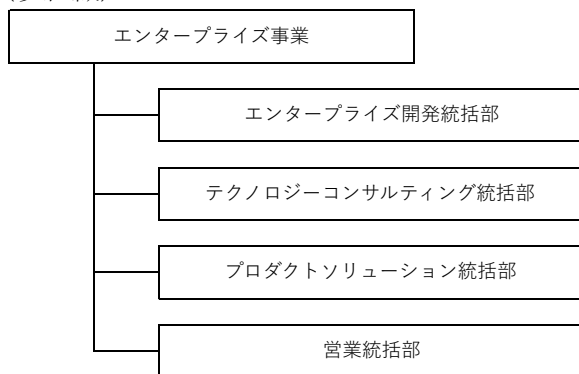 エンタープライズ事業
エンタープライズ開発統括部
テクノロジーコンサルティング統括部
プロダクトソリューション統括部
営業統括部